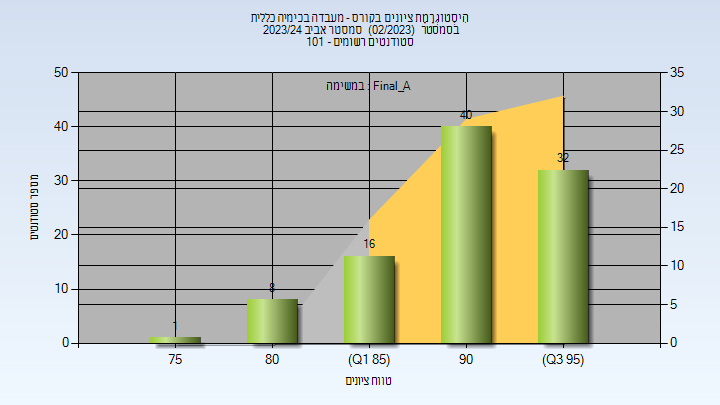 הִיסטוגְרָמַת ציונים בקורס - מעבדה בכימיה כללית
בסמסטר (02/2023) סמסטר אביב 2023/24
סטודנטים רשומים - 101
במשימה : Final_A
50
40
30
20
10
0
מספר סטודנטים
35
30
25
20
15
10
5
0
1
8
16
40
32
75
80
(Q1 85)
90
(Q3 95)
טווח ציונים